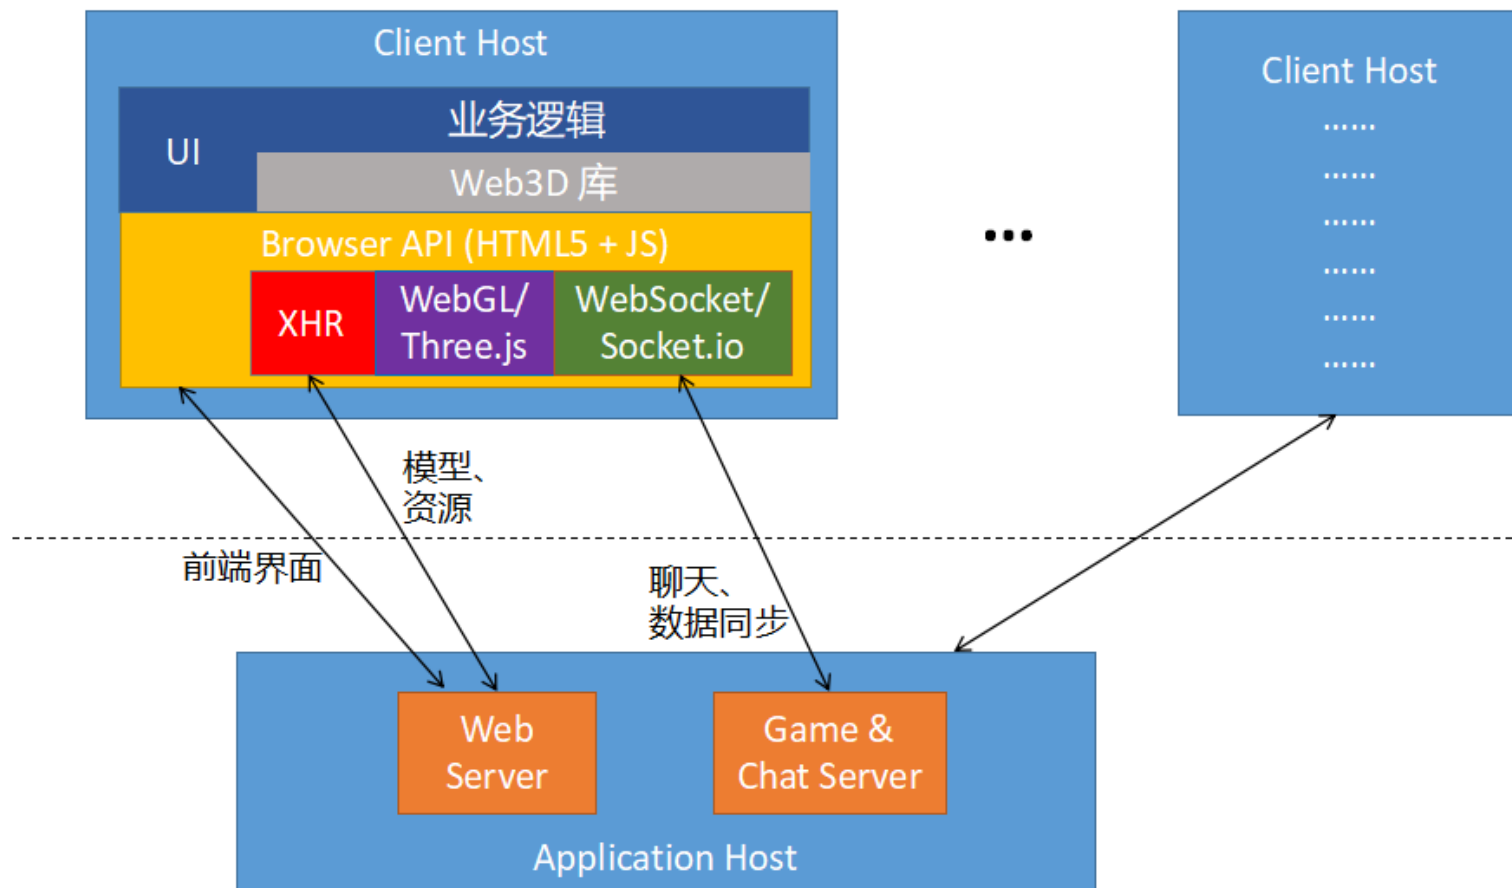 Client Host
业务逻辑
UI
Web3D 库
Browser API (HTML5 + JS)
XHR
WebGL/
Three.js
WebSocket/
Socket.io
...
Client Host
......
......
......
......
......
......
模型、
资源
前端界面
聊天、
数据同步
Web
Server
Game &
Chat Server
Application Host